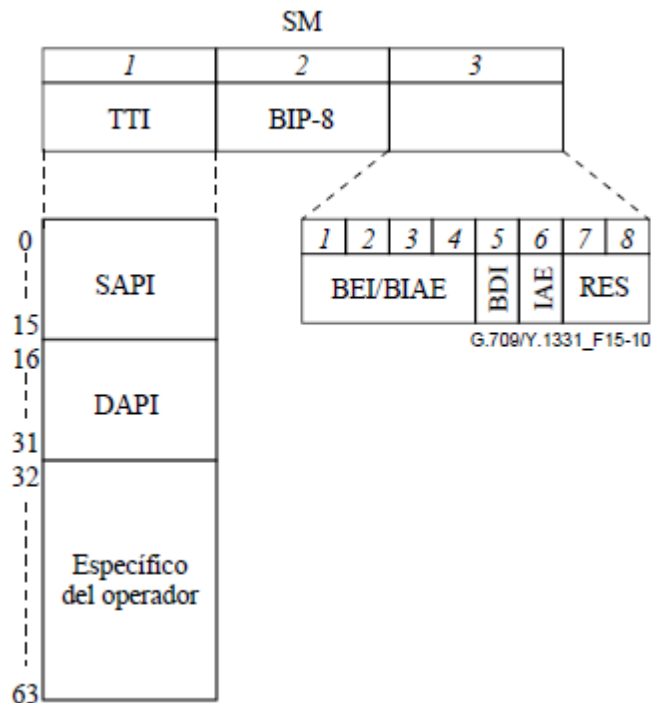 SM
1 2 3
TTI BIP-8
0
SAPI
15
16
DAPI
31
32
Específico
del operador
63
1 2 3 4 5 6 7 8
BEI/BIAE BDI IAE RES
G.709/Y.1331_F15-10